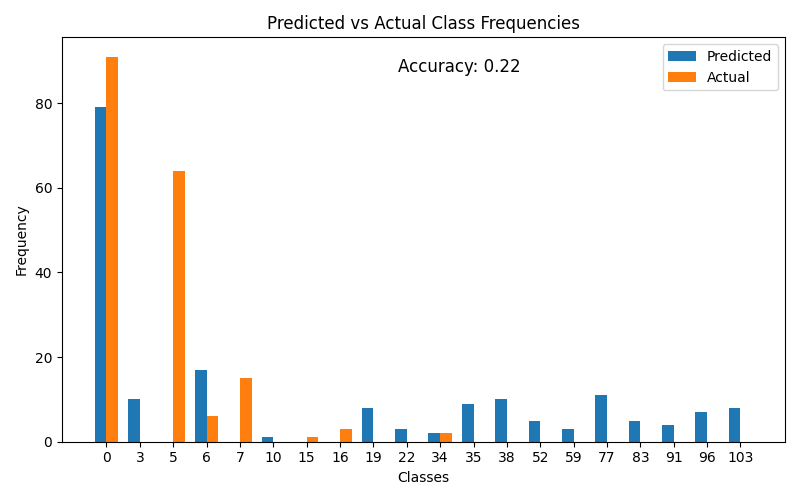 Predicted vs Actual Class Frequencies
Accuracy: 0.22
Predicted
Actual
Frequency
80
60
40
20
0
0 3 5 6 7 10 15 16 19 22 34 35 38 52 59 77 83 91 96 103
Classes